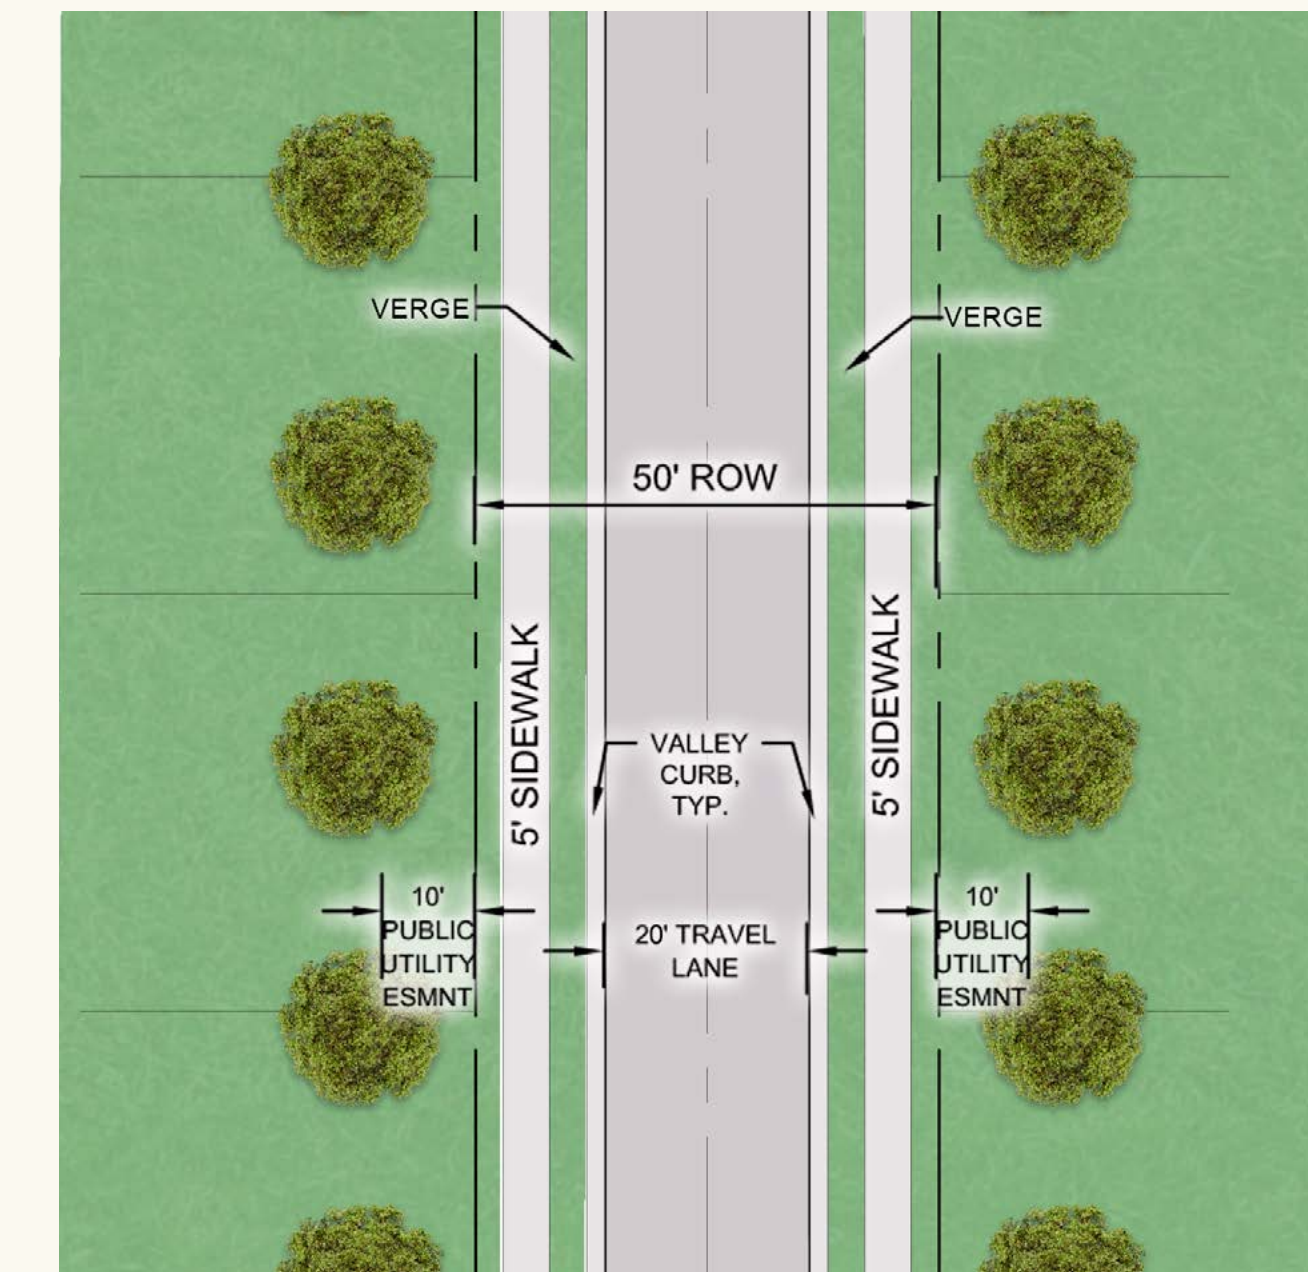 VERGE
VERGE
50' ROW
5' SIDEWALK
5' SIDEWALK
VALLEY
CURB,
TYP.
10'
PUBLIC
UTILITY
ESMNT
20' TRAVEL
LANE
10'
PUBLIC
UTILITY
ESMNT